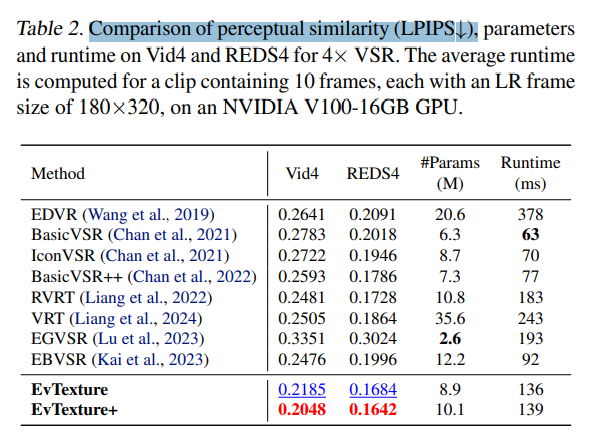 Table 2. Comparison of perceptual similarity (LPIPS↓), parameters
and runtime on Vid4 and REDS4 for 4× VSR. The average runtime
is computed for a clip containing 10 frames, each with an LR frame
size of 180×320, on an NVIDIA V100-16GB GPU.
Method Vid4 REDS4 #Params (M) Runtime (ms)
EDVR (Wang et al., 2019) 0.2641 0.2091 20.6 378
BasicVSR (Chan et al., 2021) 0.2783 0.2018 6.3 63
IconVSR (Chan et al., 2021) 0.2722 0.1946 8.7 70
BasicVSR++ (Chan et al., 2022) 0.2593 0.1786 7.3 77
RVRT (Liang et al., 2022) 0.2481 0.1728 10.8 183
VRT (Liang et al., 2024) 0.2505 0.1864 35.6 243
EGVSR (Lu et al., 2023) 0.3351 0.3024 2.6 193
EBVSR (Kai et al., 2023) 0.2476 0.1996 12.2 92
EvTexture 0.2185 0.1684 8.9 136
EvTexture+ 0.2048 0.1642 10.1 139